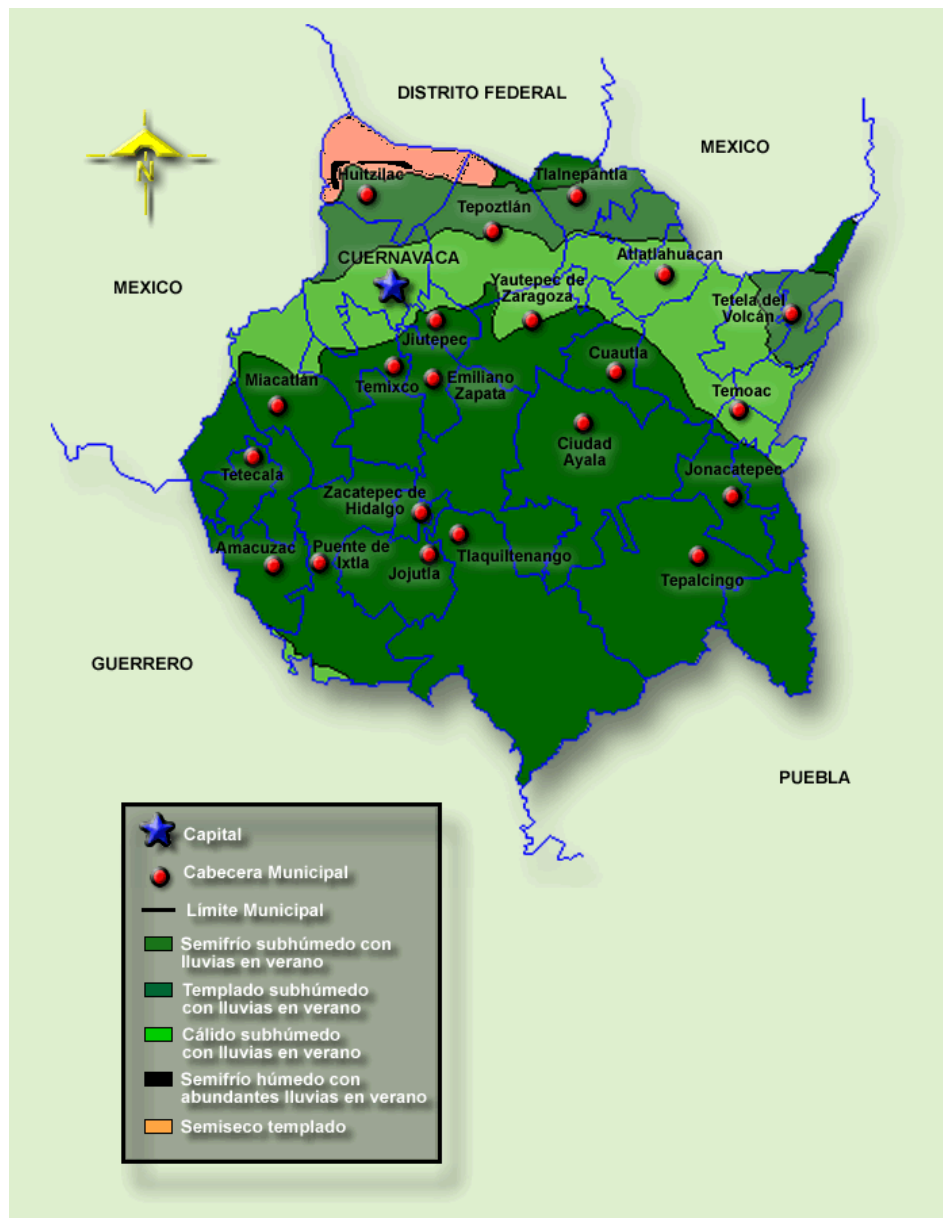 DISTRITO FEDERAL
MEXICO
N
Huitzilac
Tlalnepantla
Tepoztlán
CUERNAVACA
Atlatlahuacan
MEXICO
Yautepec de
Zaragoza
Tetela del
Volcán
Jiutepec
Cuautla
Miacatlán
Temixco
Emiliano
Zapata
Temoac
Ciudad
Ayala
Tetecala
Jonacatepec
Zacatepec de
Hidalgo
Amacuzac
Puente de
Ixtla
Jojutla
Tlaquiltenango
Tepalcingo
GUERRERO
PUEBLA
Capital
Cabecera Municipal
Límite Municipal
Semifrío subhúmedo con
lluvias en verano
Templado subhúmedo
con lluvias en verano
Cálido subhúmedo
con lluvias en verano
Semifrío húmedo con
abundantes lluvias en verano
Semiseco templado